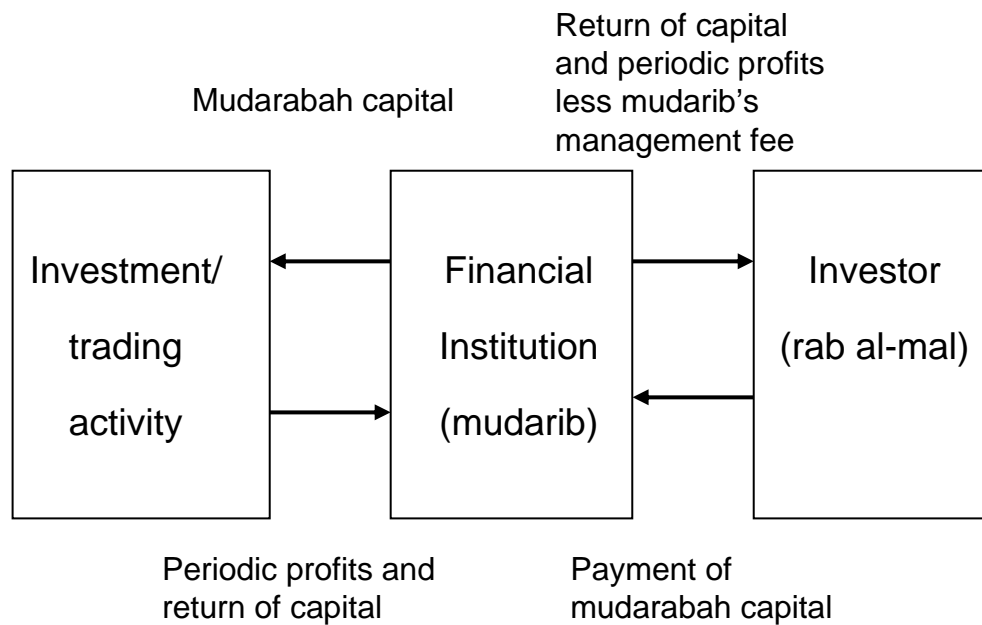 Return of capital
and periodic profits
less mudarib’s
management fee
Mudarabah capital
Investment/
trading
activity
Financial
Institution
(mudarib)
Investor
(rab al-mal)
Periodic profits and
return of capital
Payment of
mudarabah capital